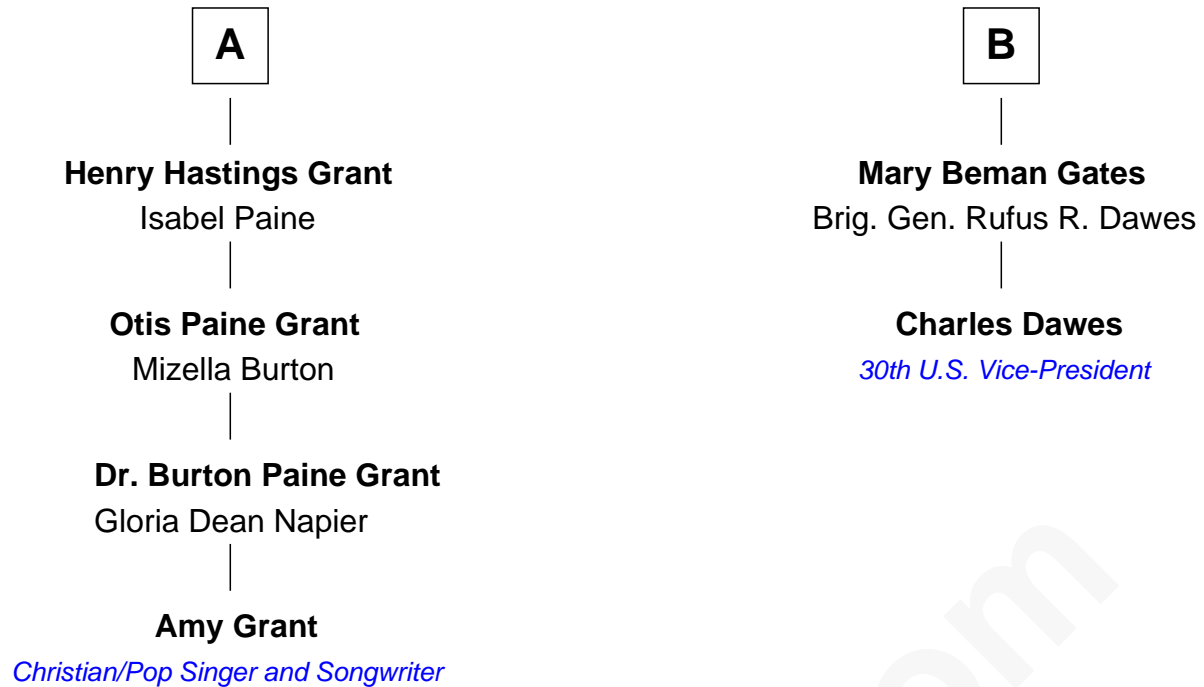 A
Henry Hastings Grant
Isabel Paine
Otis Paine Grant
Mizella Burton
Dr. Burton Paine Grant
Gloria Dean Napier
Amy Grant
Christian/Pop Singer and Songwriter
B
Mary Beman Gates
Brig. Gen. Rufus R. Dawes
Charles Dawes
30th U.S. Vice-President
om